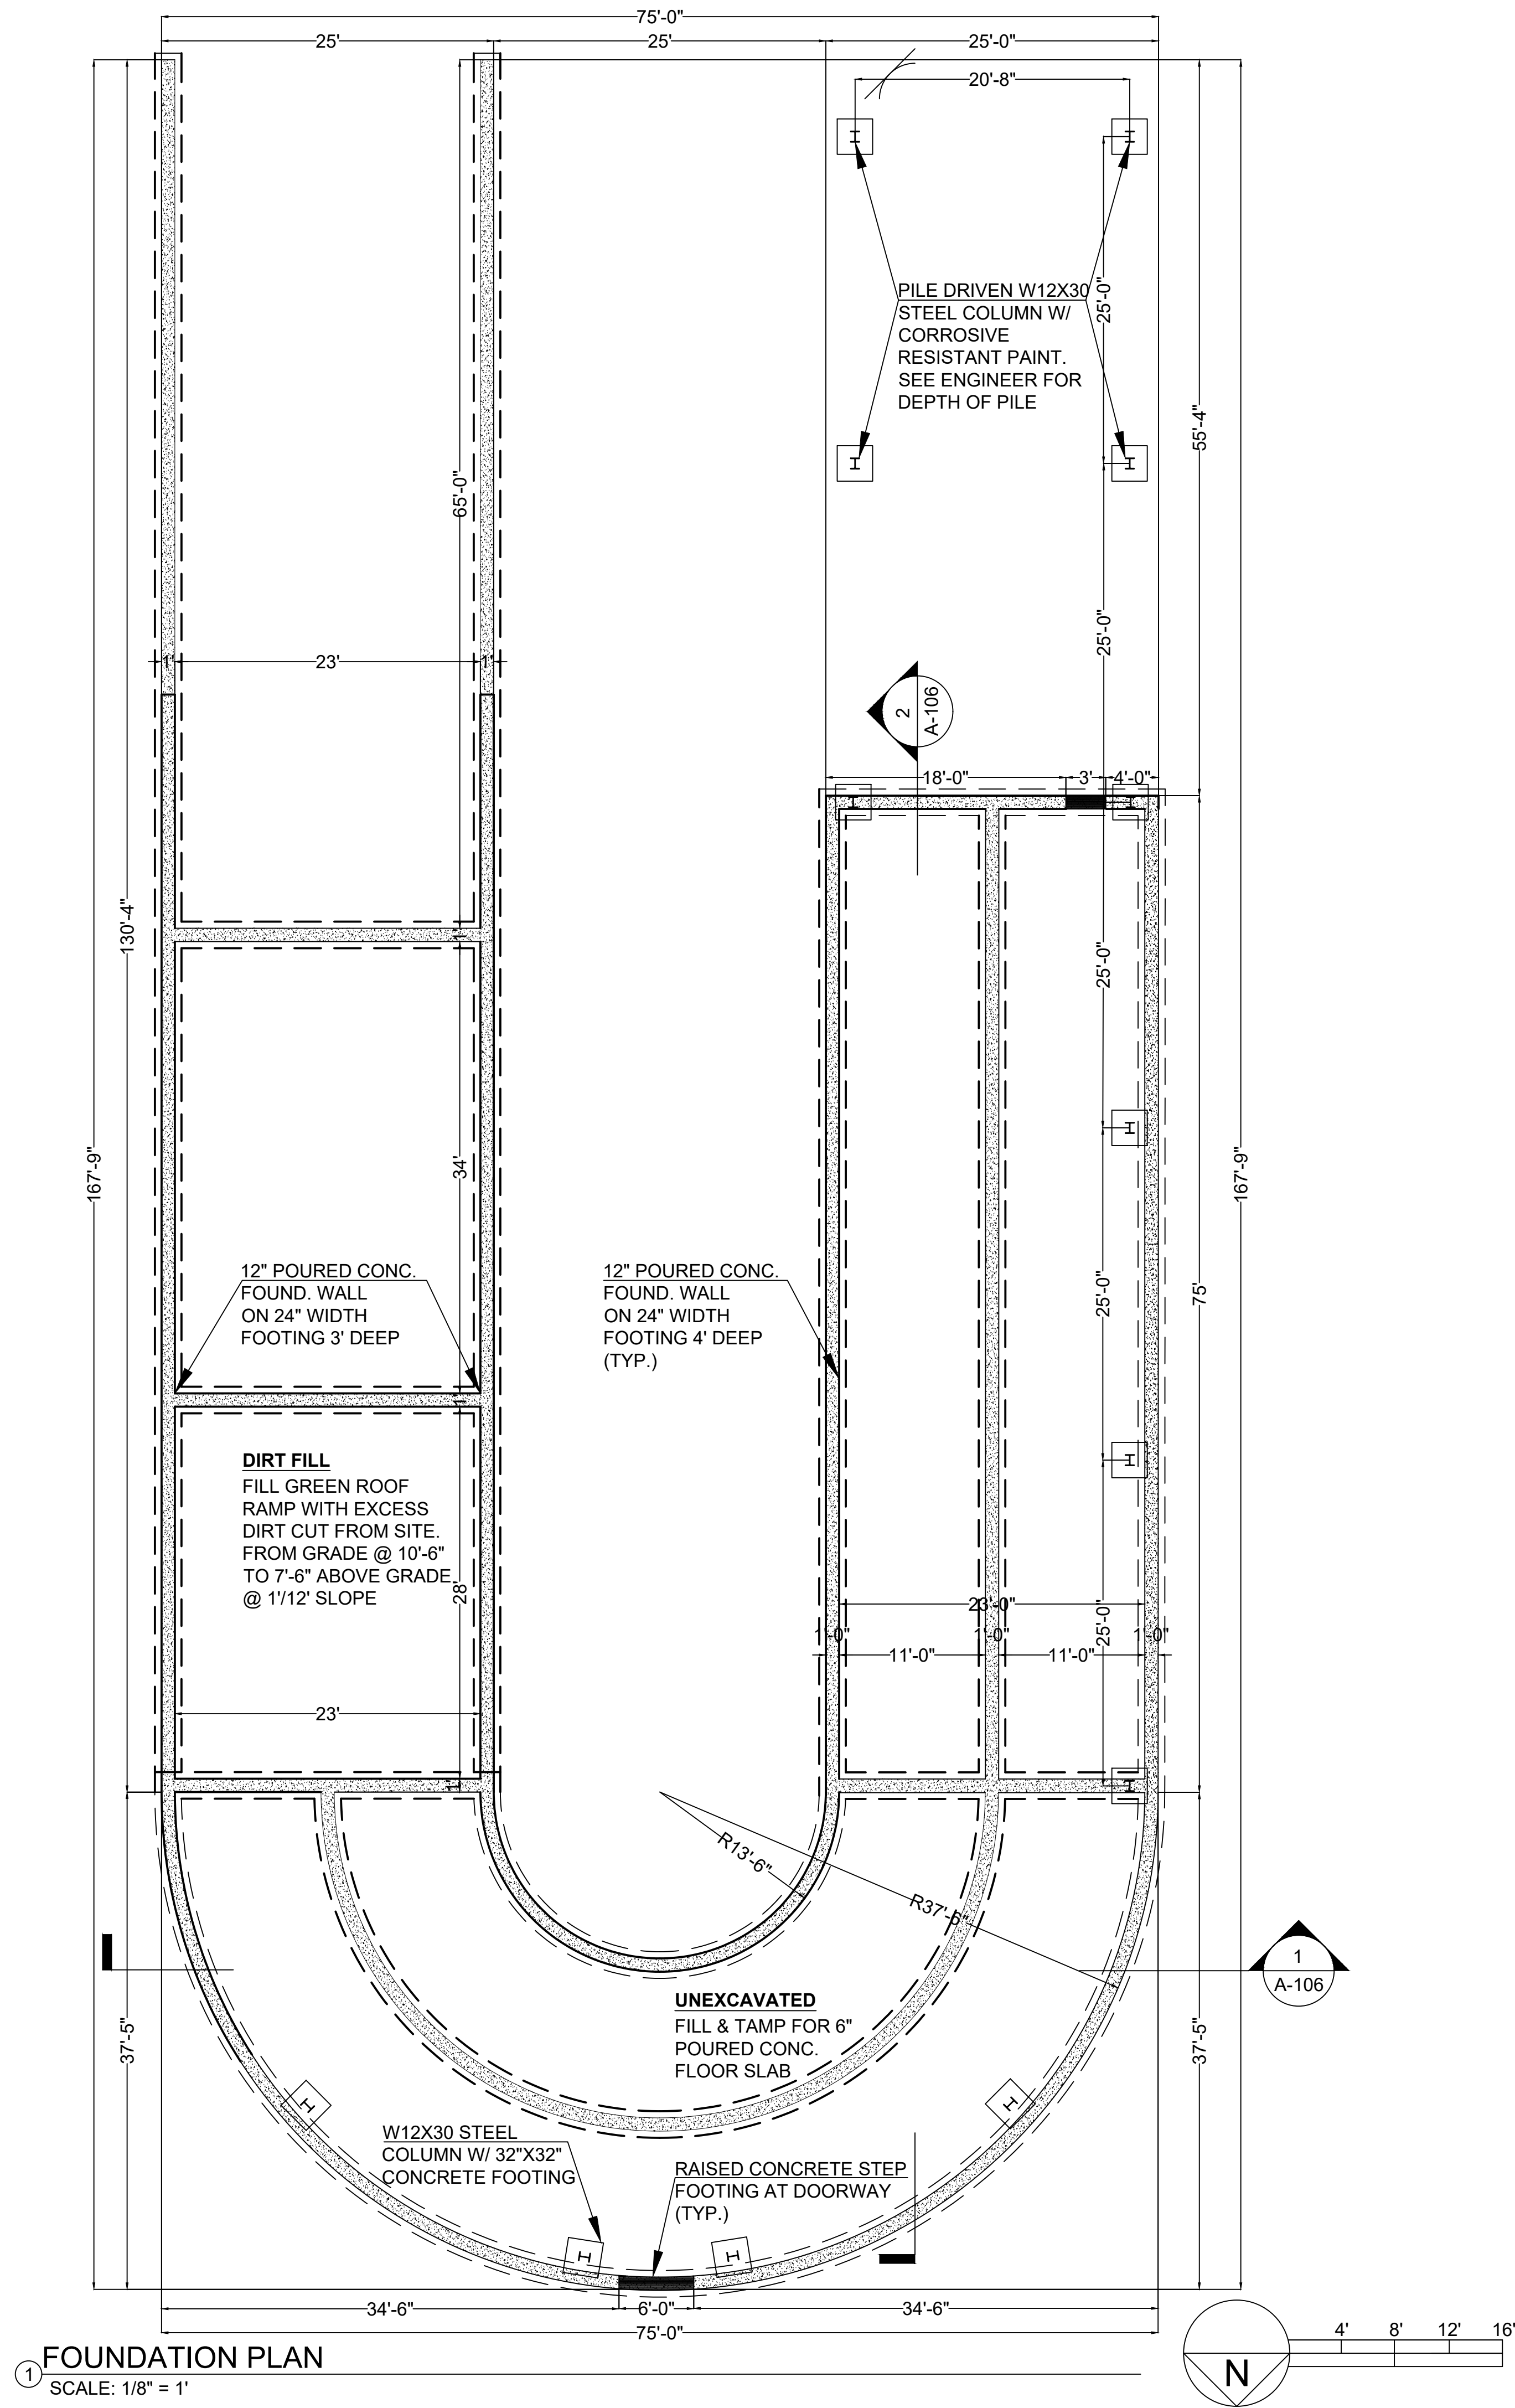 75'-0"
25'
25'
25'-0"
20'-8"
PILE DRIVEN W12X30
STEEL COLUMN W/
CORROSIVE
RESISTANT PAINT.
SEE ENGINEER FOR
DEPTH OF PILE
25'-0"
55'-4"
65'-0"
25'-0"
1'
23'
1'
2
A-106
18'-0"
3'
4'-0"
130'-4"
1'
25'-0"
167'-9"
34'
167'-9"
12" POURED CONC.
FOUND. WALL
ON 24" WIDTH
FOOTING 3' DEEP
12" POURED CONC.
FOUND. WALL
ON 24" WIDTH
FOOTING 4' DEEP
(TYP.)
25'-0"
75'
1'
DIRT FILL
FILL GREEN ROOF
RAMP WITH EXCESS
DIRT CUT FROM SITE.
FROM GRADE @ 10'-6"
TO 7'-6" ABOVE GRADE
@ 1'/12' SLOPE
28'
23'-0"
25'-0"
1'-0"
1'-0"
1'-0"
11'-0"
11'-0"
23'
1'
R13'-6"
R37'-6"
1
A-106
UNEXCAVATED
FILL & TAMP FOR 6"
POURED CONC.
FLOOR SLAB
37'-5"
37'-5"
W12X30 STEEL
COLUMN W/ 32"X32"
CONCRETE FOOTING
RAISED CONCRETE STEP
FOOTING AT DOORWAY
(TYP.)
34'-6"
6'-0"
34'-6"
75'-0"
1
FOUNDATION PLAN
SCALE: 1/8" = 1'
N
4'
8'
12'
16'